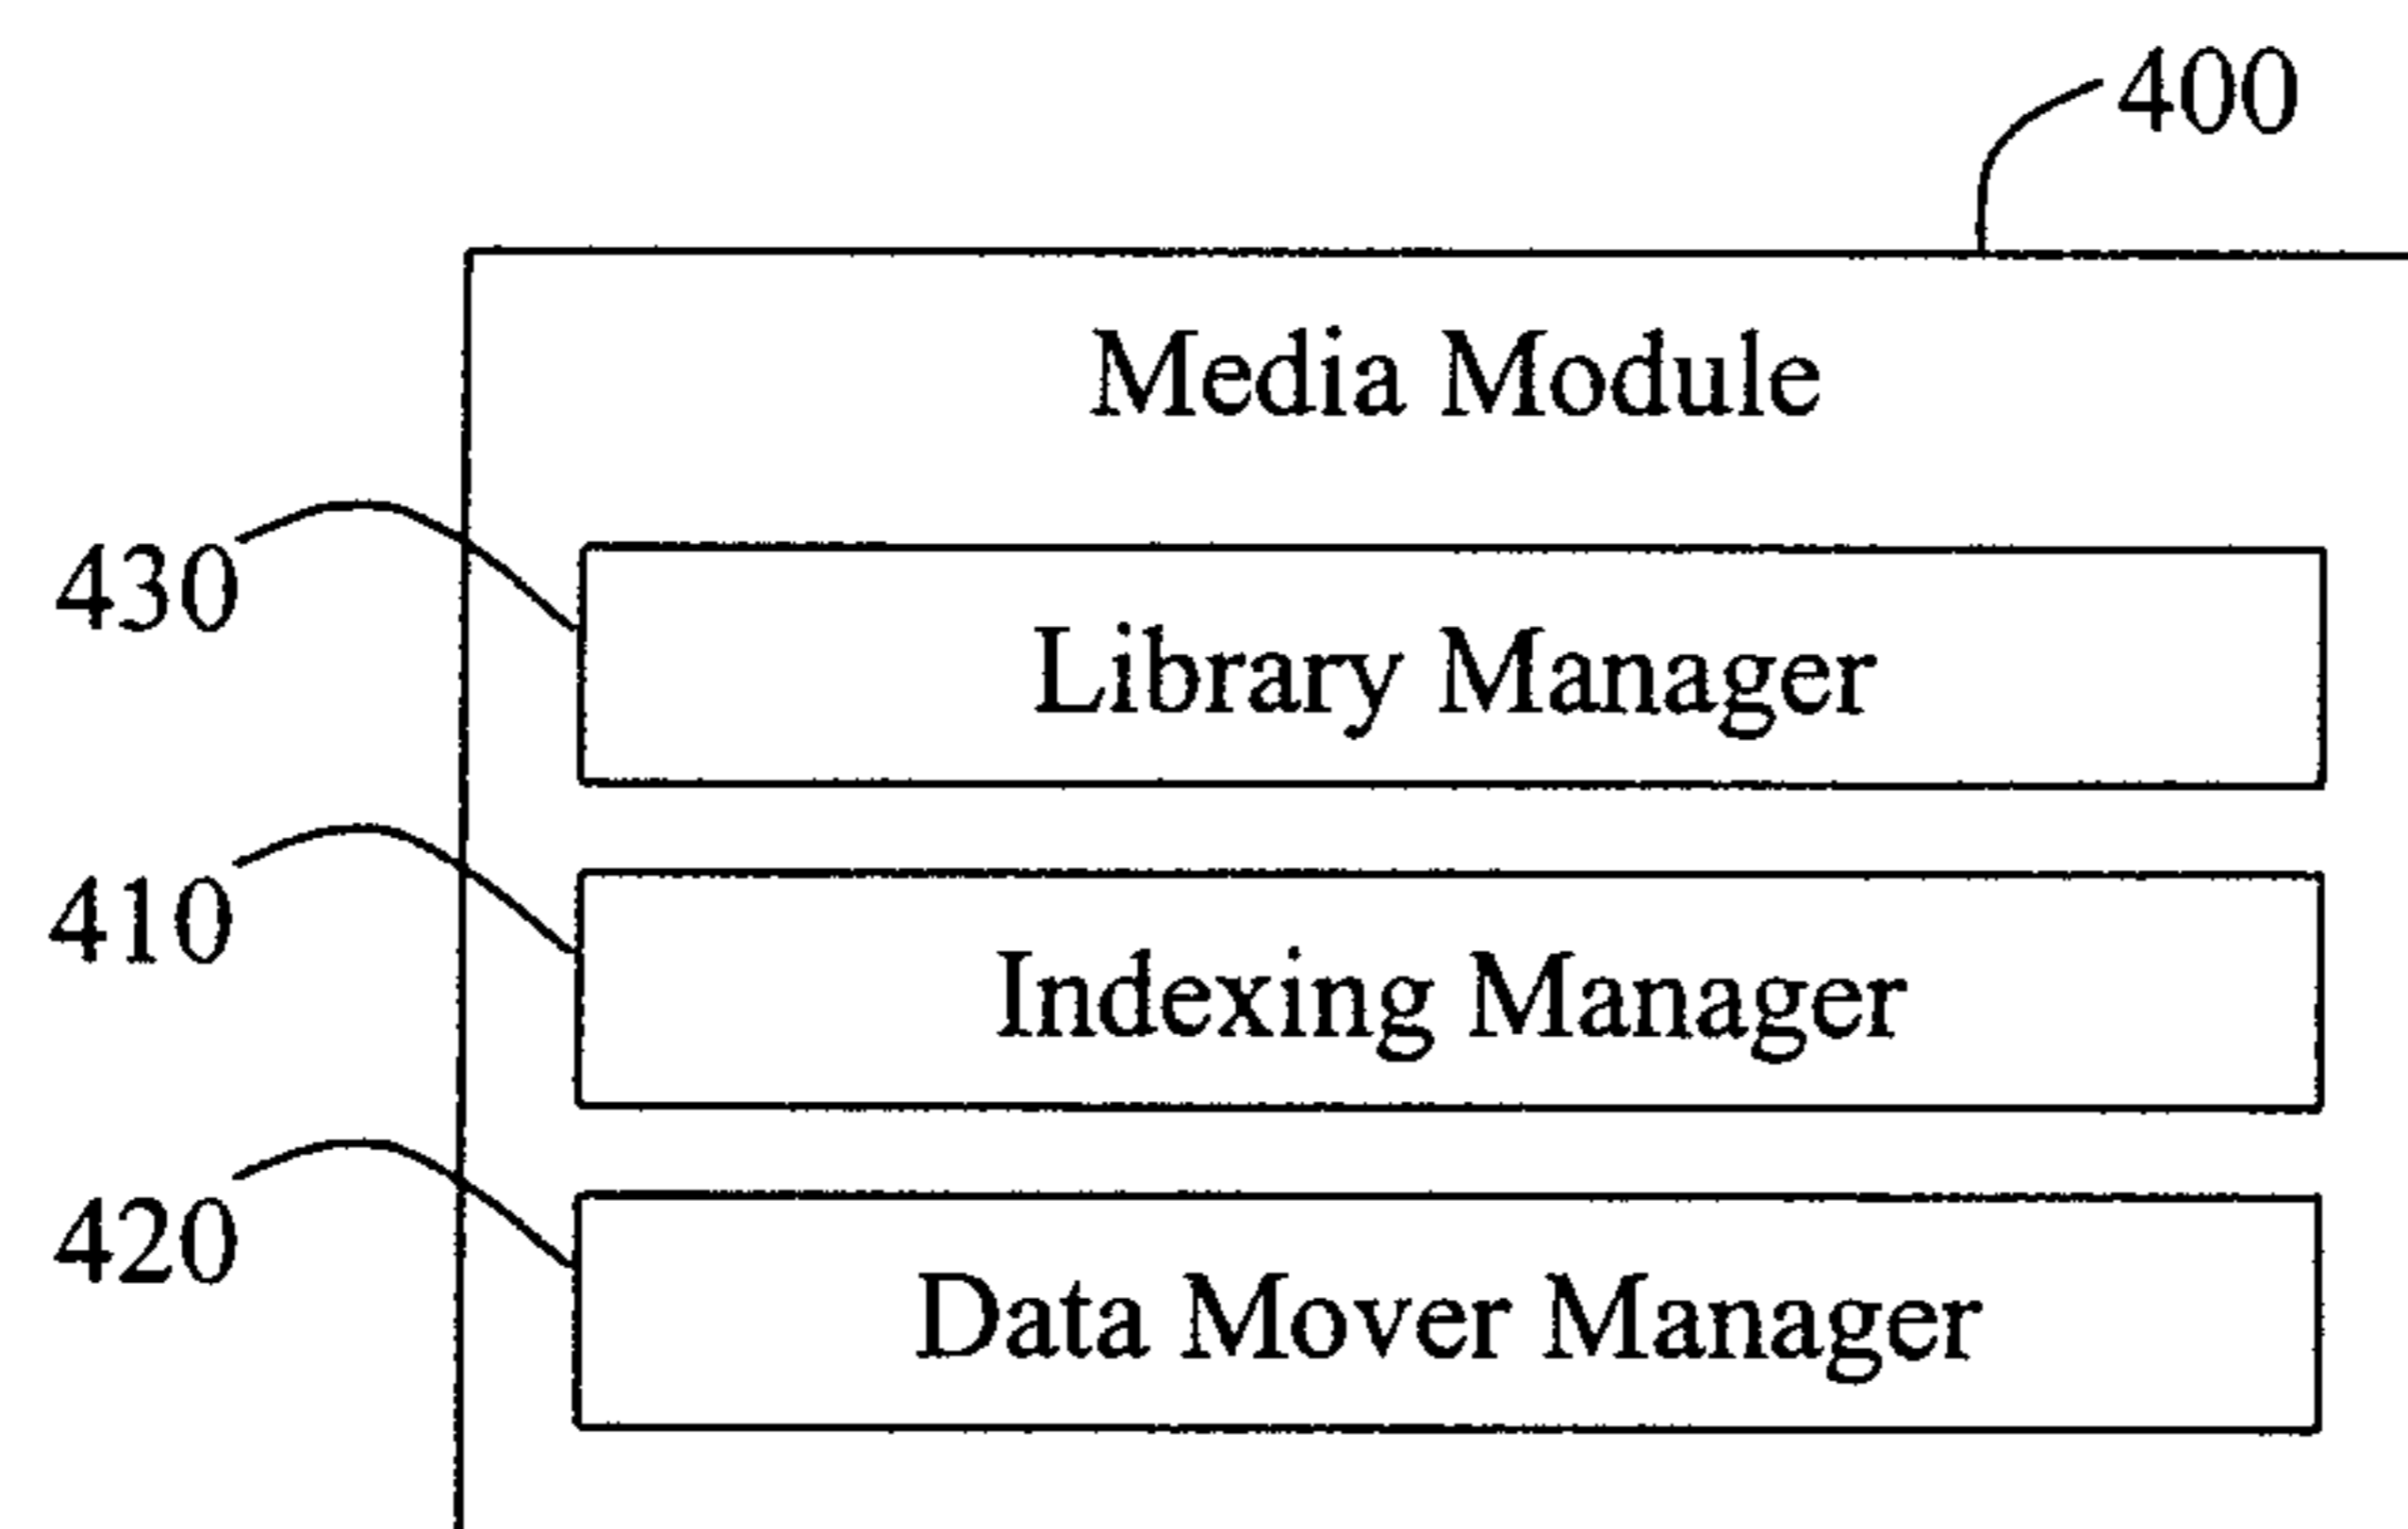 400
Media Module
430
Library Manager
410
Indexing Manager
420
Data Mover Manager